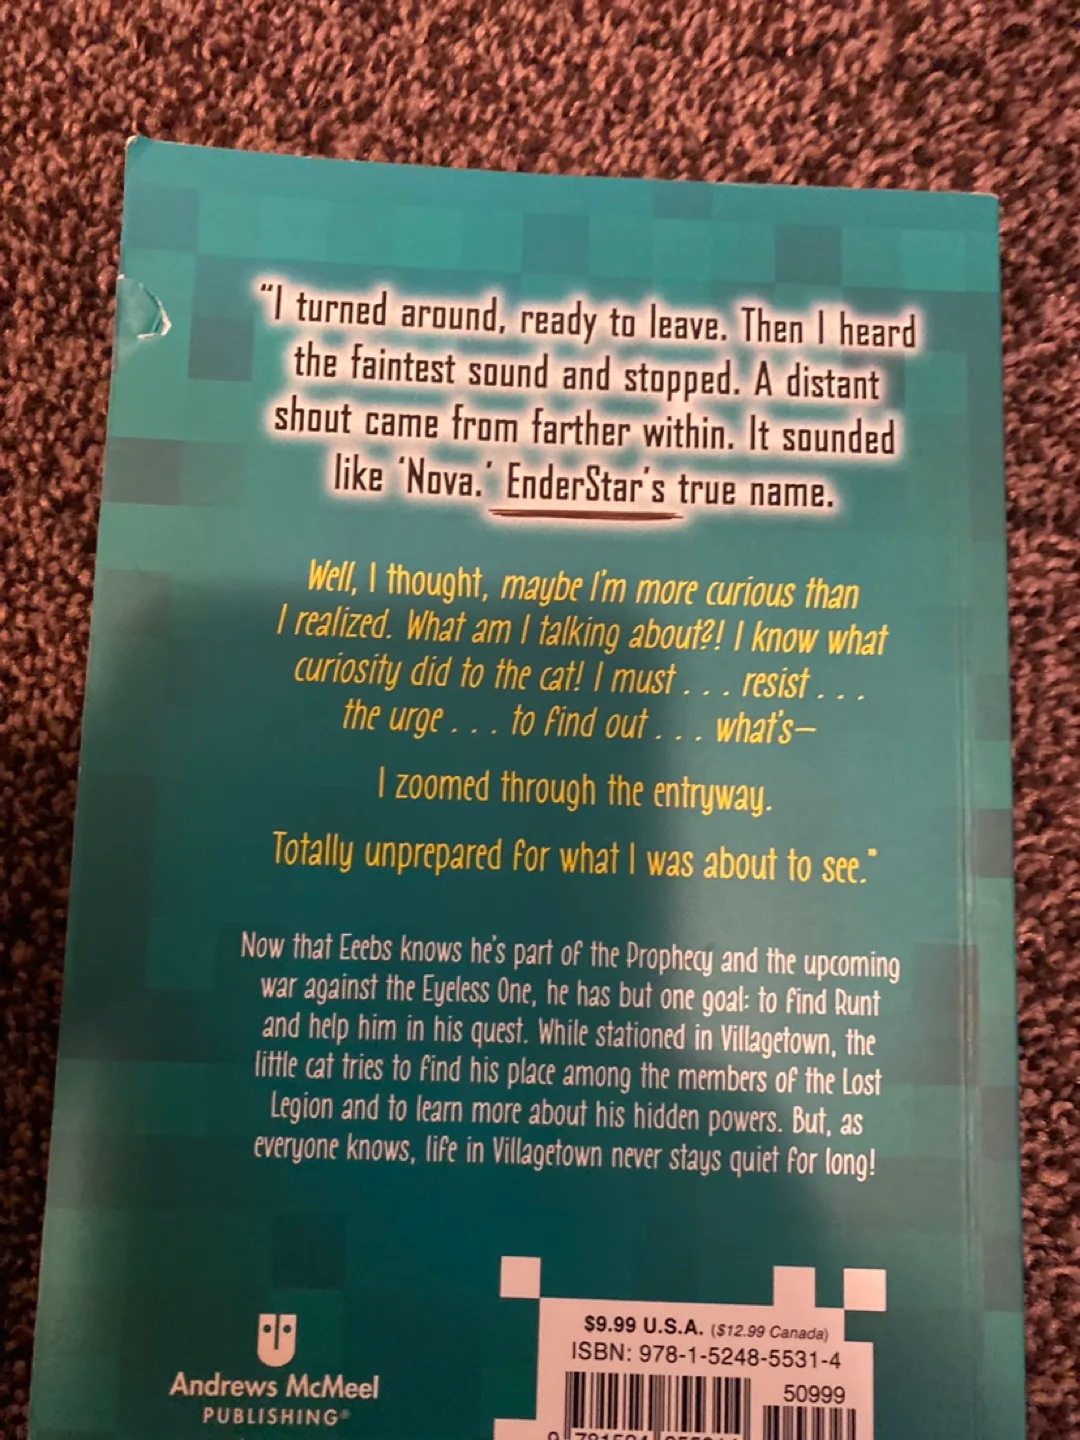 “I turned around, ready to leave. Then I heard
the faintest sound and stopped. A distant
shout came from farther within. It sounded
like ‘Nova.’ EnderStar’s true name.
Well, I thought, maybe I’m more curious than
I realized. What am I talking about?! I know what
curiosity did to the cat! I must . . . resist . . .
the urge . . . to find out . . . what’s—
I zoomed through the entryway.
Totally unprepared for what I was about to see.”
Now that Eeebs knows he’s part of the Prophecy and the upcoming
war against the Eyeless One, he has but one goal: to find Runt
and help him in his quest. While stationed in Villagetown, the
little cat tries to find his place among the members of the Lost
Legion and to learn more about his hidden powers. But, as
everyone knows, life in Villagetown never stays quiet for long!
Andrews McMeel
PUBLISHING®
$9.99 U.S.A. ($12.99 Canada)
ISBN: 978-1-5248-5531-4
50999